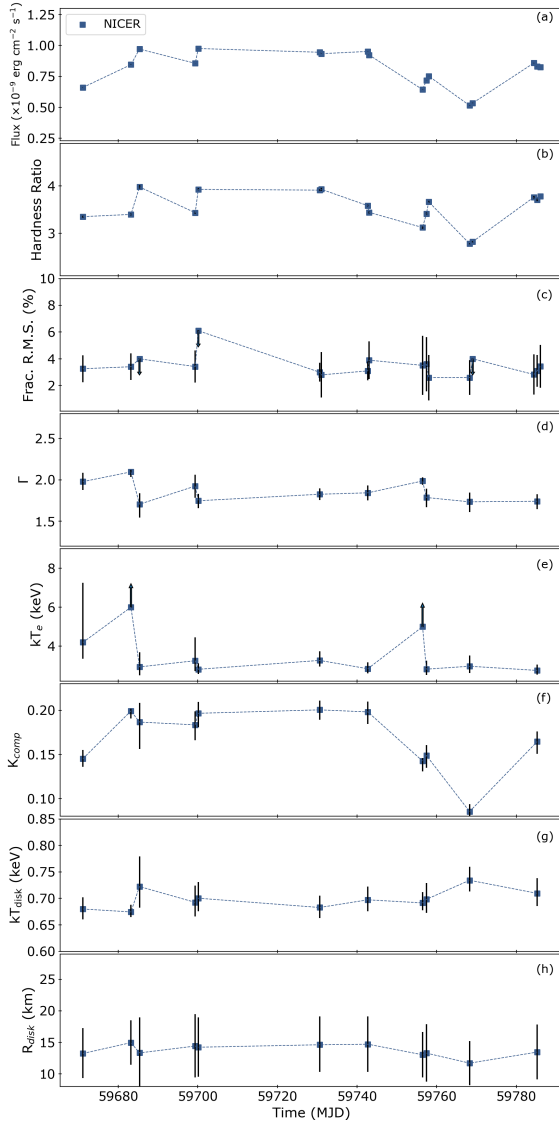 NICER
(a)
1.25
1.00
0.75
0.50
0.25
Flux (×10⁻⁹ erg cm⁻² s⁻¹)
(b)
4
3
Hardness Ratio
(c)
10
8
6
4
2
Frac. R.M.S. (%)
(d)
2.5
2.0
1.5
Γ
(e)
8
6
4
kTₑ (keV)
(f)
0.20
0.15
0.10
K_comp
(g)
0.85
0.75
0.70
0.65
0.60
kT_disk (keV)
(h)
25
20
15
10
R_disk (km)
59680 59700 59720 59740 59760 59780
Time (MJD)